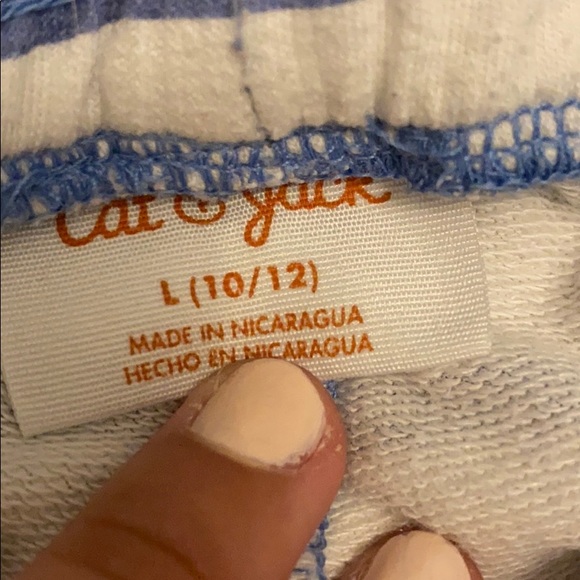 Cat & Jack
L (10/12)
MADE IN NICARAGUA
HECHO EN NICARAGUA